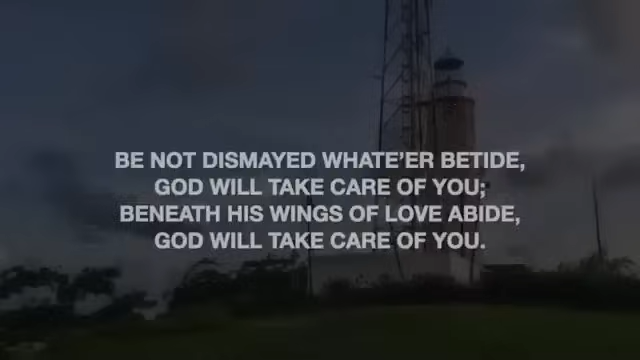 BE NOT DISMAYED WHATE’ER BETIDE,
GOD WILL TAKE CARE OF YOU;
BENEATH HIS WINGS OF LOVE ABIDE,
GOD WILL TAKE CARE OF YOU.